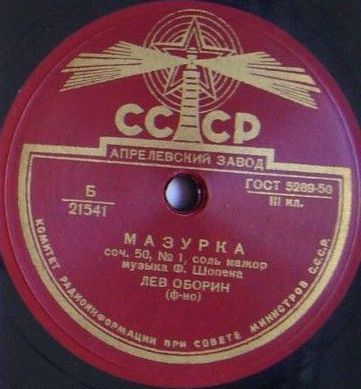 СССР
АПРЕЛЕВСКИЙ ЗАВОД
Б
21541
ГОСТ 5289-50
III кл.
МАЗУРКА
соч. 50, № 1, соль мажор
музыка Ф. Шопена
ЛЕВ ОБОРИН
(ф-но)
КОМИТЕТ РАДИОИНФОРМАЦИИ ПРИ СОВЕТЕ МИНИСТРОВ С.С.С.Р.